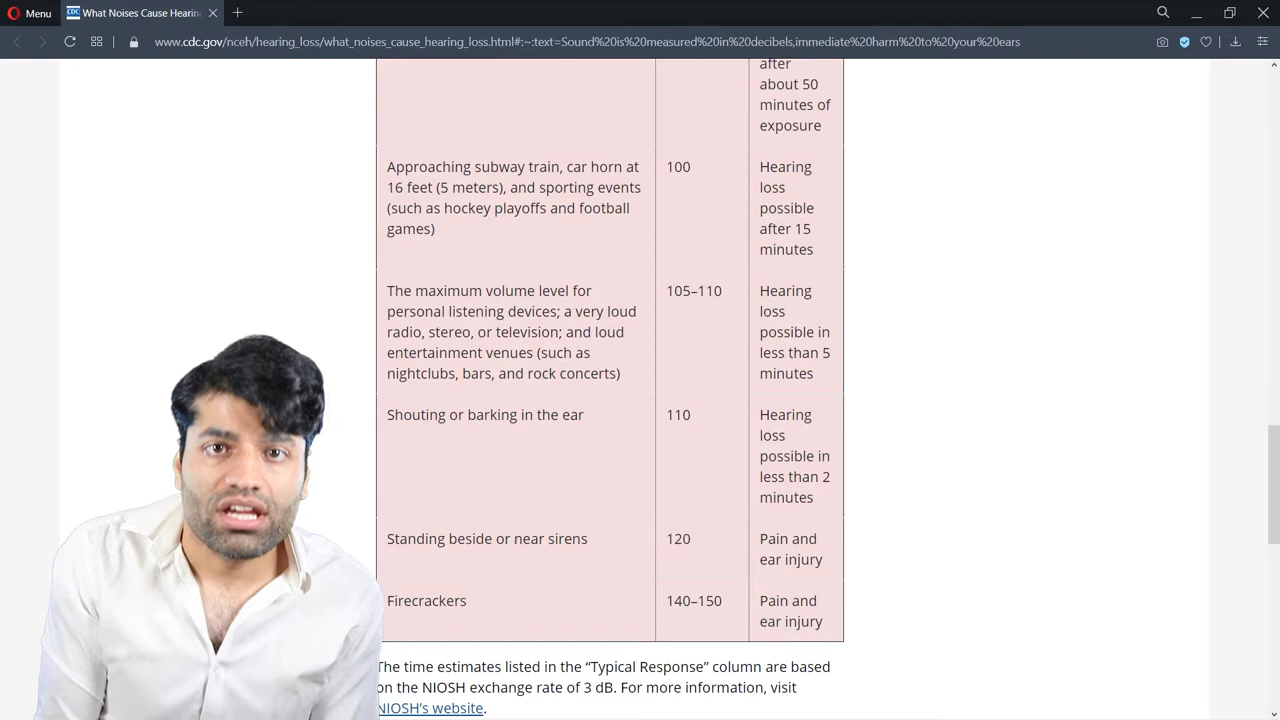 Menu
CDC
What Noises Cause Hearing
www.cdc.gov/nceh/hearing_loss/what_noises_cause_hearing_loss.html#:~:text=Sound%20is%20measured%20in%20decibels,immediate%20harm%20to%20your%20ears
after
about 50
minutes of
exposure
Approaching subway train, car horn at
16 feet (5 meters), and sporting events
(such as hockey playoffs and football
games)
100
Hearing
loss
possible
after 15
minutes
The maximum volume level for
personal listening devices; a very loud
radio, stereo, or television; and loud
entertainment venues (such as
nightclubs, bars, and rock concerts)
105–110
Hearing
loss
possible in
less than 5
minutes
Shouting or barking in the ear
110
Hearing
loss
possible in
less than 2
minutes
Standing beside or near sirens
120
Pain and
ear injury
Firecrackers
140–150
Pain and
ear injury
The time estimates listed in the “Typical Response” column are based
on the NIOSH exchange rate of 3 dB. For more information, visit
NIOSH’s website.